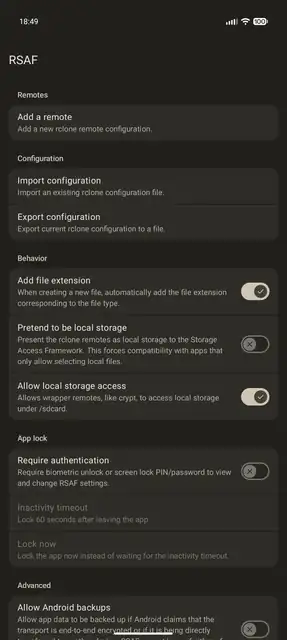 18:49
100
RSAF
Remotes
Add a remote
Add a new rclone remote configuration.
Configuration
Import configuration
Import an existing rclone configuration file.
Export configuration
Export current rclone configuration to a file.
Behavior
Add file extension
When creating a new file, automatically add the file extension
corresponding to the file type.
Pretend to be local storage
Present the rclone remotes as local storage to the Storage
Access Framework. This forces compatibility with apps that
only allow selecting local files.
Allow local storage access
Allows wrapper remotes, like crypt, to access local storage
under /sdcard.
App lock
Require authentication
Require biometric unlock or screen lock PIN/password to view
and change RSAF settings.
Inactivity timeout
Lock 60 seconds after leaving the app.
Lock now
Lock the app now instead of waiting for the inactivity timeout.
Advanced
Allow Android backups
Allow app data to be backed up if Android claims that the
transport is end-to-end encrypted or if it is being directly